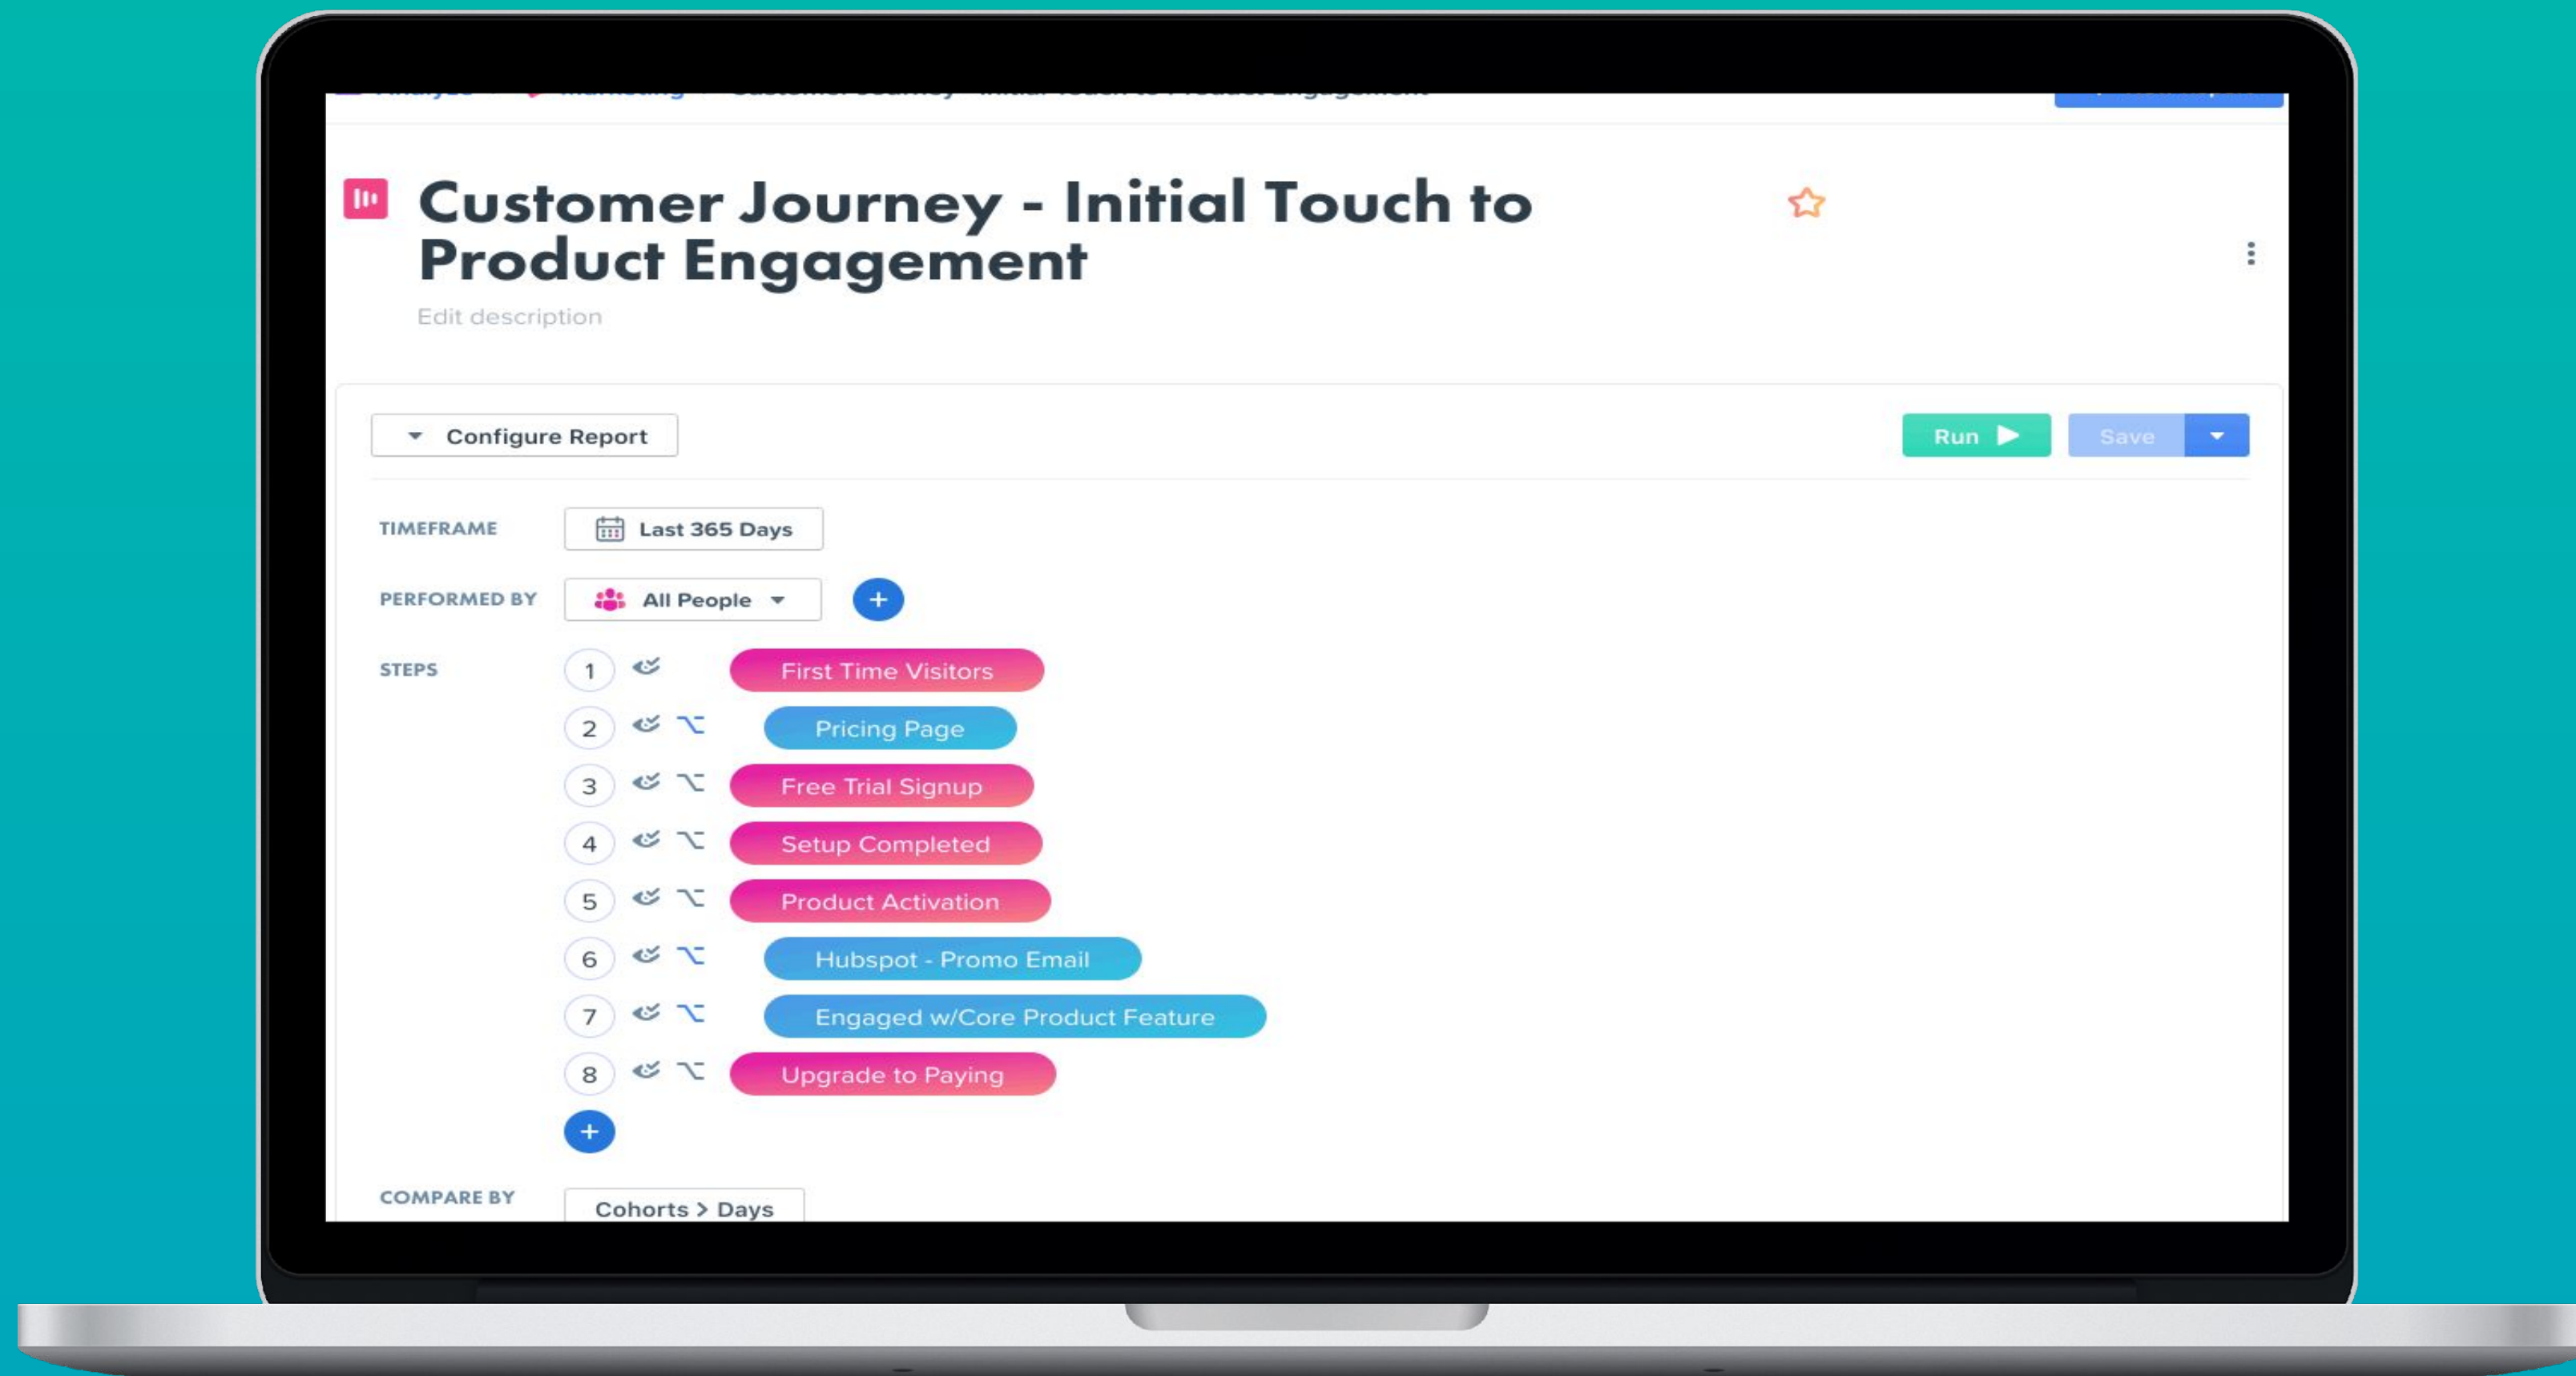 Customer Journey - Initial Touch to
Product Engagement
Edit description
Configure Report
Run
Save
TIMEFRAME
Last 365 Days
PERFORMED BY
All People
+
STEPS
1
First Time Visitors
2
Pricing Page
3
Free Trial Signup
4
Setup Completed
5
Product Activation
6
Hubspot - Promo Email
7
Engaged w/Core Product Feature
8
Upgrade to Paying
+
COMPARE BY
Cohorts > Days